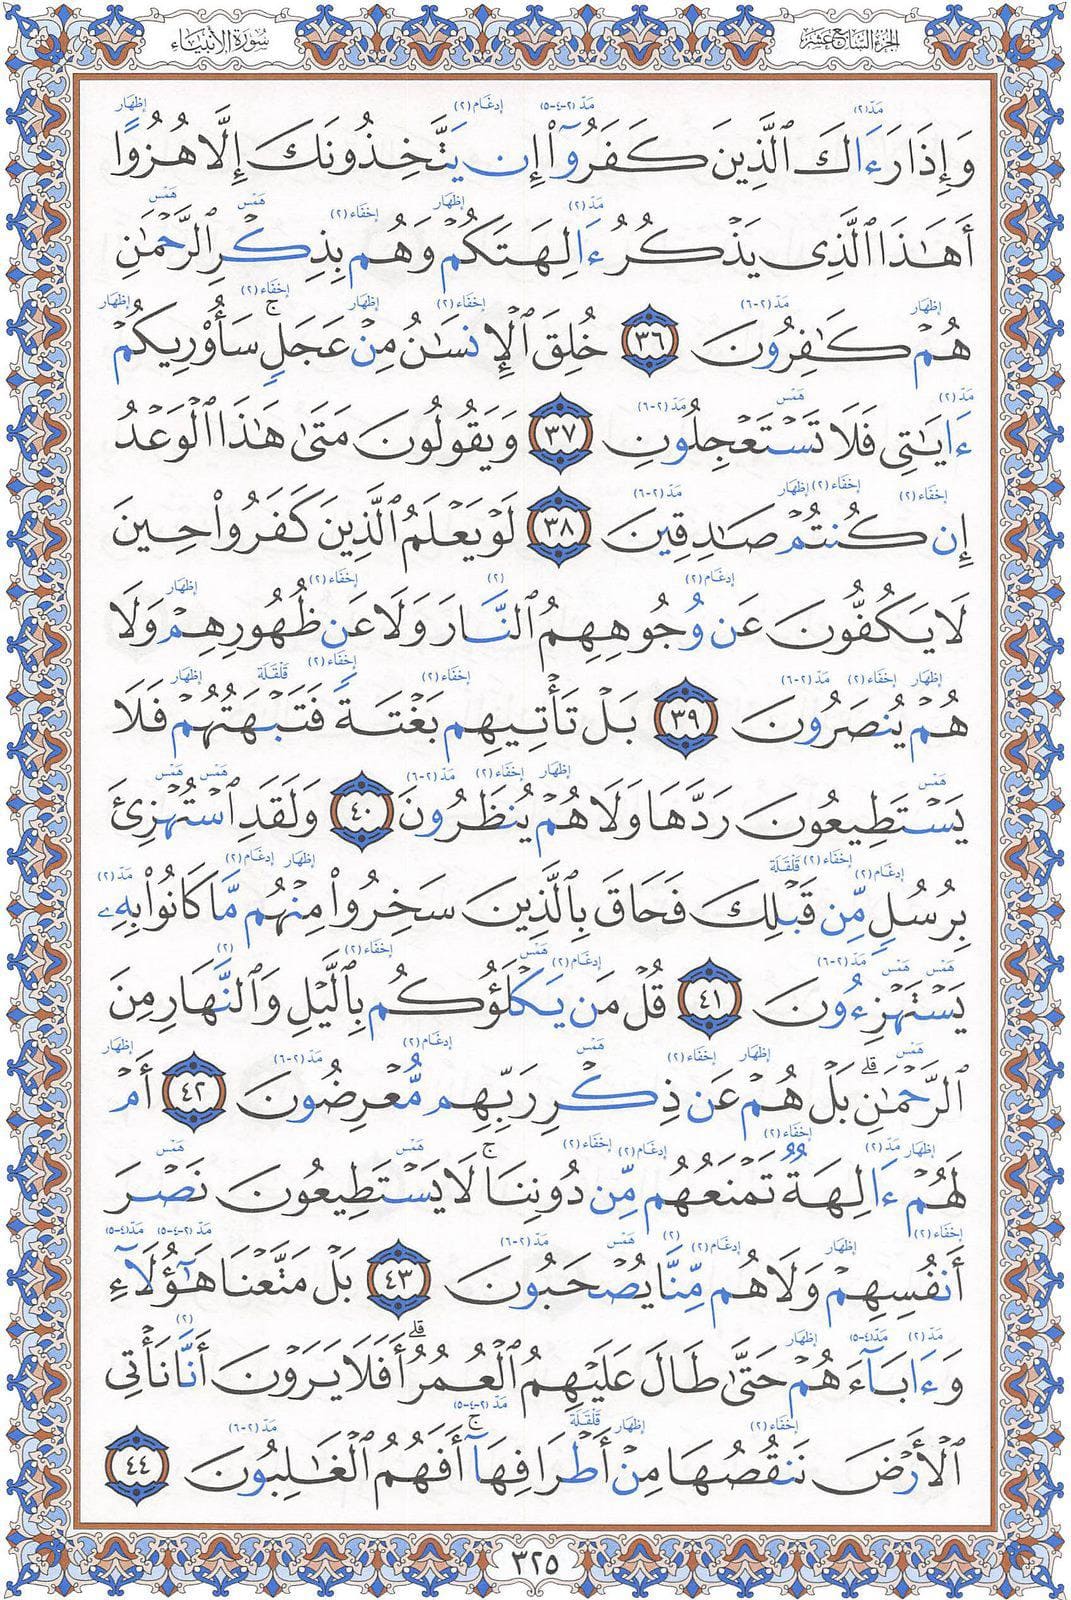 الجزء السابع عشر
سورة الأنبياء
وَإِذَا رَءَاكَ ٱلَّذِينَ كَفَرُوٓا۟ إِن يَتَّخِذُونَكَ إِلَّا هُزُوًا
أَهَـٰذَا ٱلَّذِى يَذْكُرُ ءَالِهَتَكُمْ وَهُم بِذِكْرِ ٱلرَّحْمَـٰنِ
هُمْ كَـٰفِرُونَ ٣٦ خُلِقَ ٱلْإِنسَـٰنُ مِنْ عَجَلٍ ۚ سَأُو۟رِيكُمْ
ءَايَـٰتِى فَلَا تَسْتَعْجِلُونِ ٣٧ وَيَقُولُونَ مَتَىٰ هَـٰذَا ٱلْوَعْدُ
إِن كُنتُمْ صَـٰدِقِينَ ٣٨ لَوْ يَعْلَمُ ٱلَّذِينَ كَفَرُوا۟ حِينَ
لَا يَكُفُّونَ عَن وُجُوهِهِمُ ٱلنَّارَ وَلَا عَن ظُهُورِهِمْ وَلَا
هُمْ يُنصَرُونَ ٣٩ بَلْ تَأْتِيهِم بَغْتَةً فَتَبْهَتُهُمْ فَلَا
يَسْتَطِيعُونَ رَدَّهَا وَلَا هُمْ يُنظَرُونَ ٤٠ وَلَقَدِ ٱسْتُهْزِئَ
بِرُسُلٍ مِّن قَبْلِكَ فَحَاقَ بِٱلَّذِينَ سَخِرُوا۟ مِنْهُم مَّا كَانُوا۟ بِهِۦ
يَسْتَهْزِءُونَ ٤١ قُلْ مَن يَكْلَؤُكُم بِٱلَّيْلِ وَٱلنَّهَارِ مِنَ
ٱلرَّحْمَـٰنِ ۗ بَلْ هُمْ عَن ذِكْرِ رَبِّهِم مُّعْرِضُونَ ٤٢ أَمْ
لَهُمْ ءَالِهَةٌ تَمْنَعُهُم مِّن دُونِنَا ۚ لَا يَسْتَطِيعُونَ نَصْرَ
أَنفُسِهِمْ وَلَا هُم مِّنَّا يُصْحَبُونَ ٤٣ بَلْ مَتَّعْنَا هَـٰٓؤُلَآءِ
وَءَابَآءَهُمْ حَتَّىٰ طَالَ عَلَيْهِمُ ٱلْعُمُرُ ۗ أَفَلَا يَرَوْنَ أَنَّا نَأْتِى
ٱلْأَرْضَ نَنقُصُهَا مِنْ أَطْرَافِهَآ ۚ أَفَهُمُ ٱلْغَـٰلِبُونَ ٤٤
٣٢٥